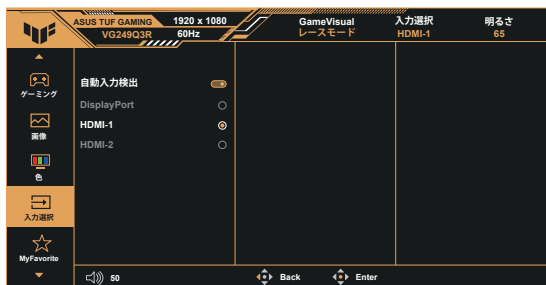 ASUS TUF GAMING 1920 x 1080 GameVisual 入力選択 明るさ
VG249Q3R 60Hz レースモード HDMI-1 65
ゲーミング
画像
色
入力選択
MyFavorite
自動入力検出
DisplayPort
HDMI-1
HDMI-2
50 Back Enter